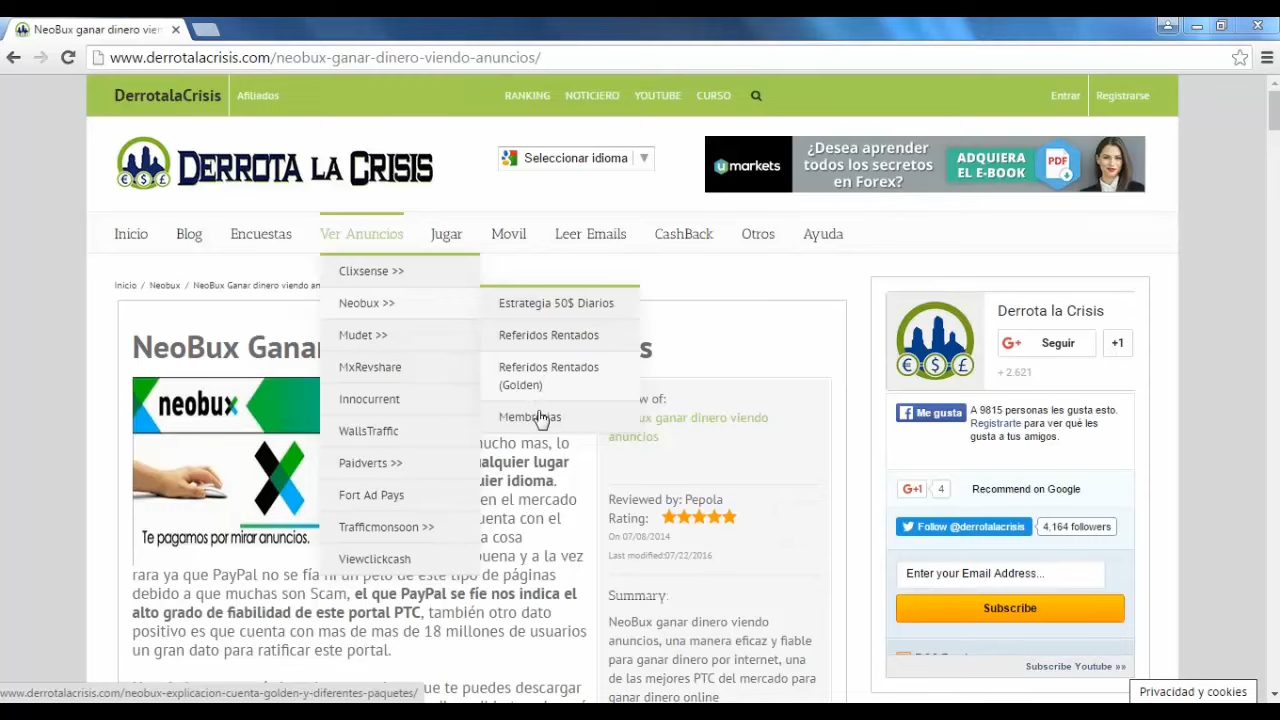 NeoBux ganar dinero vier
www.derrotalacrisis.com/neobux-ganar-dinero-viendo-anuncios/
DerrotalaCrisis
Afiliados
RANKING
NOTICIERO
YOUTUBE
CURSO
Entrar
Registrarse
DERROTA LA CRISIS
Seleccionar idioma
umarkets
¿Desea aprender
todos los secretos
en Forex?
ADQUIERA
EL E-BOOK
PDF
Inicio
Blog
Encuestas
Ver Anuncios
Jugar
Movil
Leer Emails
CashBack
Otros
Ayuda
Inicio / Neobux / NeoBux Ganar dinero viendo an
Clixsense >>
Neobux >>
Mudet >>
MxRevshare
Innocurrent
WallsTraffic
Paidverts >>
Fort Ad Pays
Trafficmonsoon >>
Viewclickcash
Estrategia 50$ Diarios
Referidos Rentados
Referidos Rentados
(Golden)
NeoBux Gana
s
neobux
Te pagamos por mirar anuncios.
mucho mas, lo
ualquier lugar
uier idioma.
en el mercado
uenta con el
a cosa
buena y a la vez
rara ya que PayPal no se fía ni un pelo de este tipo de páginas
debido a que muchas son Scam, el que PayPal se fíe nos indica el
alto grado de fiabilidad de este portal PTC, también otro dato
positivo es que cuenta con mas de mas de 18 millones de usuarios
un gran dato para ratificar este portal.
que te puedes descargar
w of:
ux ganar dinero viendo
anuncios
Reviewed by: Pepola
Rating:
On 07/08/2014
Last modified:07/22/2016
Summary:
NeoBux ganar dinero viendo
anuncios, una manera eficaz y fiable
para ganar dinero por internet, una
de las mejores PTC del mercado para
ganar dinero online
Derrota la Crisis
G+ Seguir
+1
+ 2.621
Me gusta
A 9815 personas les gusta esto.
Registrarte para ver qué les
gusta a tus amigos.
G+1
4
Recommend on Google
Follow @derrotalacrisis
4,164 followers
Enter your Email Address...
Subscribe
Subscribe Youtube »»
www.derrotalacrisis.com/neobux-explicacion-cuenta-golden-y-diferentes-paquetes/
Privacidad y cookies